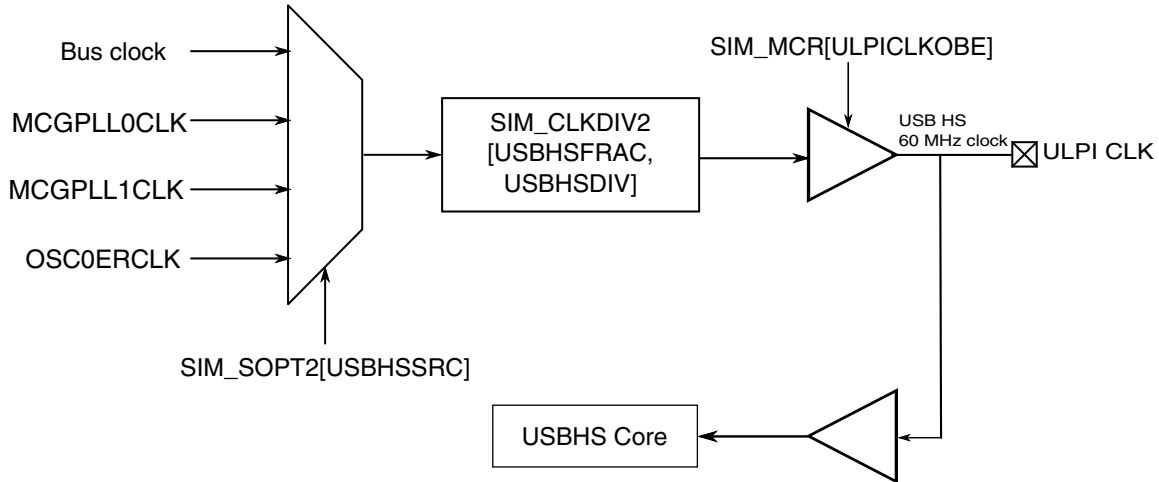 Bus clock
MCGPLL0CLK
MCGPLL1CLK
OSC0ERCLK
SIM_SOPT2[USBHSSRC]
SIM_CLKDIV2
[USBHSFRAC,
USBHSDIV]
SIM_MCR[ULPICLKOBE]
USB HS
60 MHz clock
ULPI CLK
USBHS Core